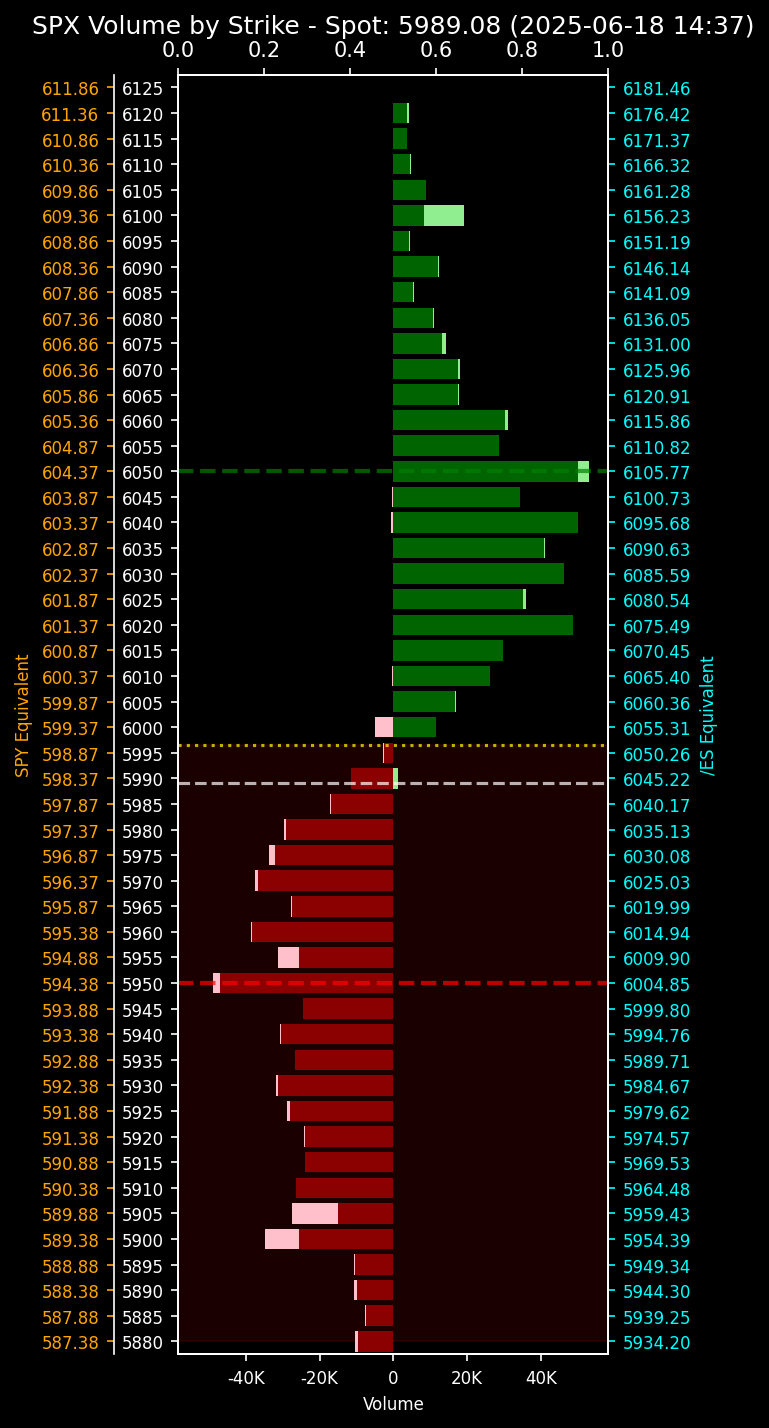 SPX Volume by Strike - Spot: 5989.08 (2025-06-18 14:37)
0.0 0.2 0.4 0.6 0.8 1.0
611.86 6125 6181.46
611.36 6120 6176.42
610.86 6115 6171.37
610.36 6110 6166.32
609.86 6105 6161.28
609.36 6100 6156.23
608.86 6095 6151.19
608.36 6090 6146.14
607.86 6085 6141.09
607.36 6080 6136.05
606.86 6075 6131.00
606.36 6070 6125.96
605.86 6065 6120.91
605.36 6060 6115.86
604.87 6055 6110.82
604.37 6050 6105.77
603.87 6045 6100.73
603.37 6040 6095.68
602.87 6035 6090.63
602.37 6030 6085.59
601.87 6025 6080.54
601.37 6020 6075.49
600.87 6015 6070.45
600.37 6010 6065.40
599.87 6005 6060.36
599.37 6000 6055.31
598.87 5995 6050.26
598.37 5990 6045.22
597.87 5985 6040.17
597.37 5980 6035.13
596.87 5975 6030.08
596.37 5970 6025.03
595.87 5965 6019.99
595.38 5960 6014.94
594.88 5955 6009.90
594.38 5950 6004.85
593.88 5945 5999.80
593.38 5940 5994.76
592.88 5935 5989.71
592.38 5930 5984.67
591.88 5925 5979.62
591.38 5920 5974.57
590.88 5915 5969.53
590.38 5910 5964.48
589.88 5905 5959.43
589.38 5900 5954.39
588.88 5895 5949.34
588.38 5890 5944.30
587.88 5885 5939.25
587.38 5880 5934.20
SPY Equivalent
/ES Equivalent
-40K -20K 0 20K 40K
Volume